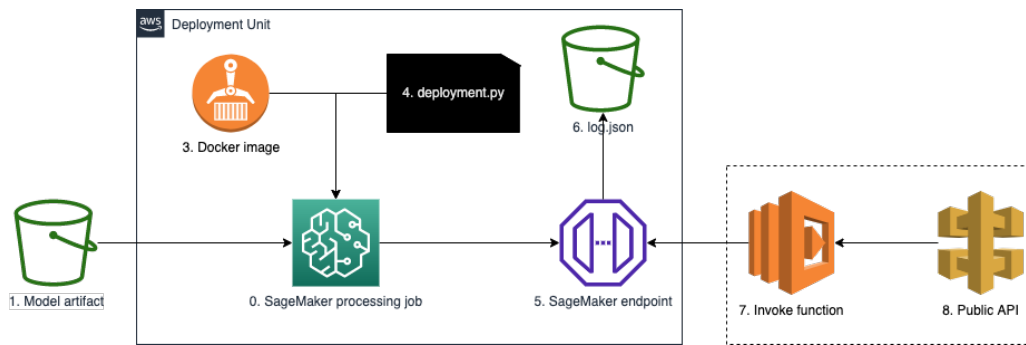 aws
Deployment Unit
3. Docker image
4. deployment.py
6. log.json
1. Model artifact
0. SageMaker processing job
5. SageMaker endpoint
7. Invoke function
8. Public API